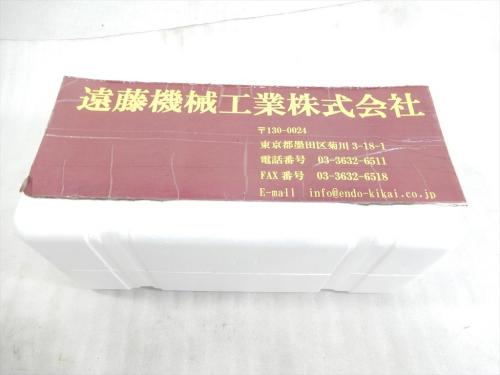 遠藤機械工業株式会社
〒130-0024
東京都墨田区菊川 3-18-1
電話番号 03-3632-6511
FAX 番号 03-3632-6518
E-mail info@endo-kikai.co.jp